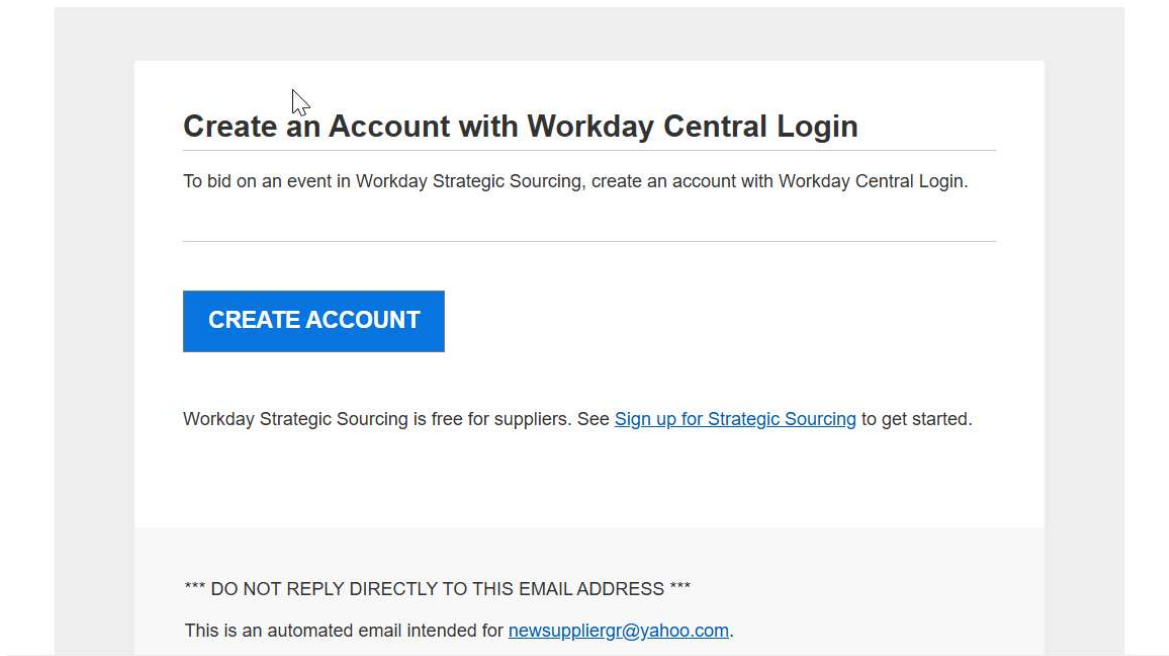 Create an Account with Workday Central Login
To bid on an event in Workday Strategic Sourcing, create an account with Workday Central Login.
CREATE ACCOUNT
Workday Strategic Sourcing is free for suppliers. See Sign up for Strategic Sourcing to get started.
*** DO NOT REPLY DIRECTLY TO THIS EMAIL ADDRESS ***
This is an automated email intended for newsuppliergr@yahoo.com.